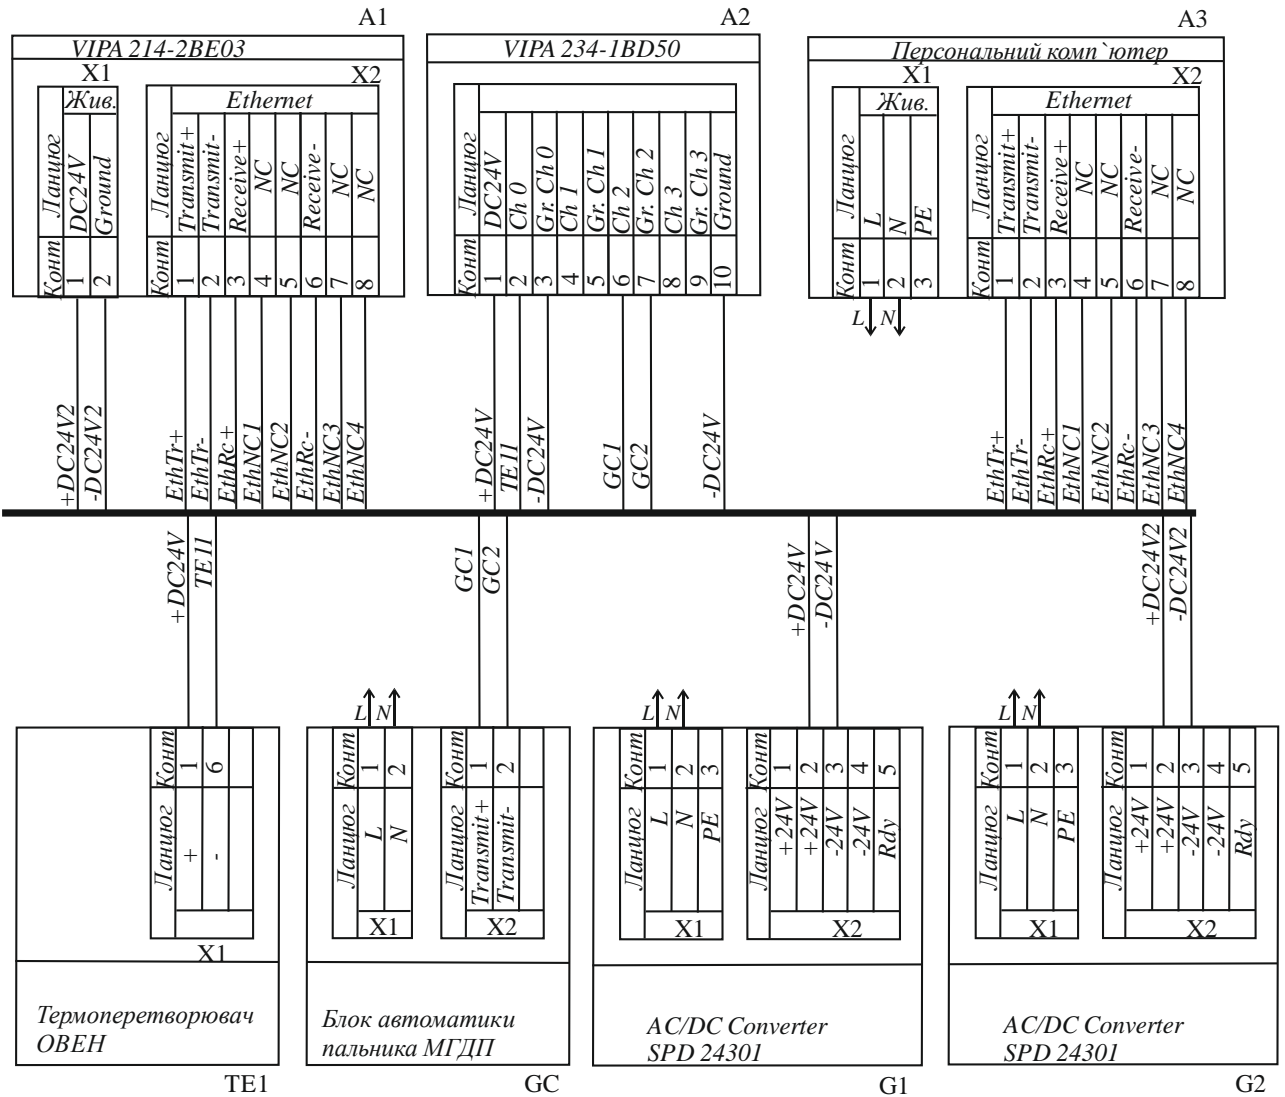 A1
VIPA 214-2BE03
X1
Жив.
Ланцюг
DC24V
Ground
Конт
1
2
X2
Ethernet
Ланцюг
Transmit+
Transmit-
Receive+
NC
NC
Receive-
NC
NC
Конт
1
2
3
4
5
6
7
8
A2
VIPA 234-1BD50
Ланцюг
DC24V
Ch 0
Gr. Ch 0
Ch 1
Gr. Ch 1
Ch 2
Gr. Ch 2
Ch 3
Gr. Ch 3
Ground
Конт
1
2
3
4
5
6
7
8
9
10
A3
Персональний комп`ютер
X1
Жив.
Ланцюг
L
N
PE
Конт
1
2
3
L
N
X2
Ethernet
Ланцюг
Transmit+
Transmit-
Receive+
NC
NC
Receive-
NC
NC
Конт
1
2
3
4
5
6
7
8
+DC24V2
-DC24V2
EthTr+
EthTr-
EthRc+
EthNC1
EthNC2
EthRc-
EthNC3
EthNC4
+DC24V
TE11
-DC24V
GC1
GC2
-DC24V
EthTr+
EthTr-
EthRc+
EthNC1
EthNC2
EthRc-
EthNC3
EthNC4
+DC24V
TE11
GC1
GC2
+DC24V
-DC24V
+DC24V2
-DC24V2
Конт
1
6
Ланцюг
+
-
X1
Термоперетворювач
ОВЕН
TE1
L
N
Конт
1
2
Ланцюг
L
N
X1
Конт
1
2
Ланцюг
Transmit+
Transmit-
X2
Блок автоматики
пальника МГДП
GC
L
N
Конт
1
2
3
Ланцюг
L
N
PE
X1
Конт
1
2
3
4
5
Ланцюг
+24V
+24V
-24V
-24V
Rdy
X2
AC/DC Converter
SPD 24301
G1
L
N
Конт
1
2
3
Ланцюг
L
N
PE
X1
Конт
1
2
3
4
5
Ланцюг
+24V
+24V
-24V
-24V
Rdy
X2
AC/DC Converter
SPD 24301
G2